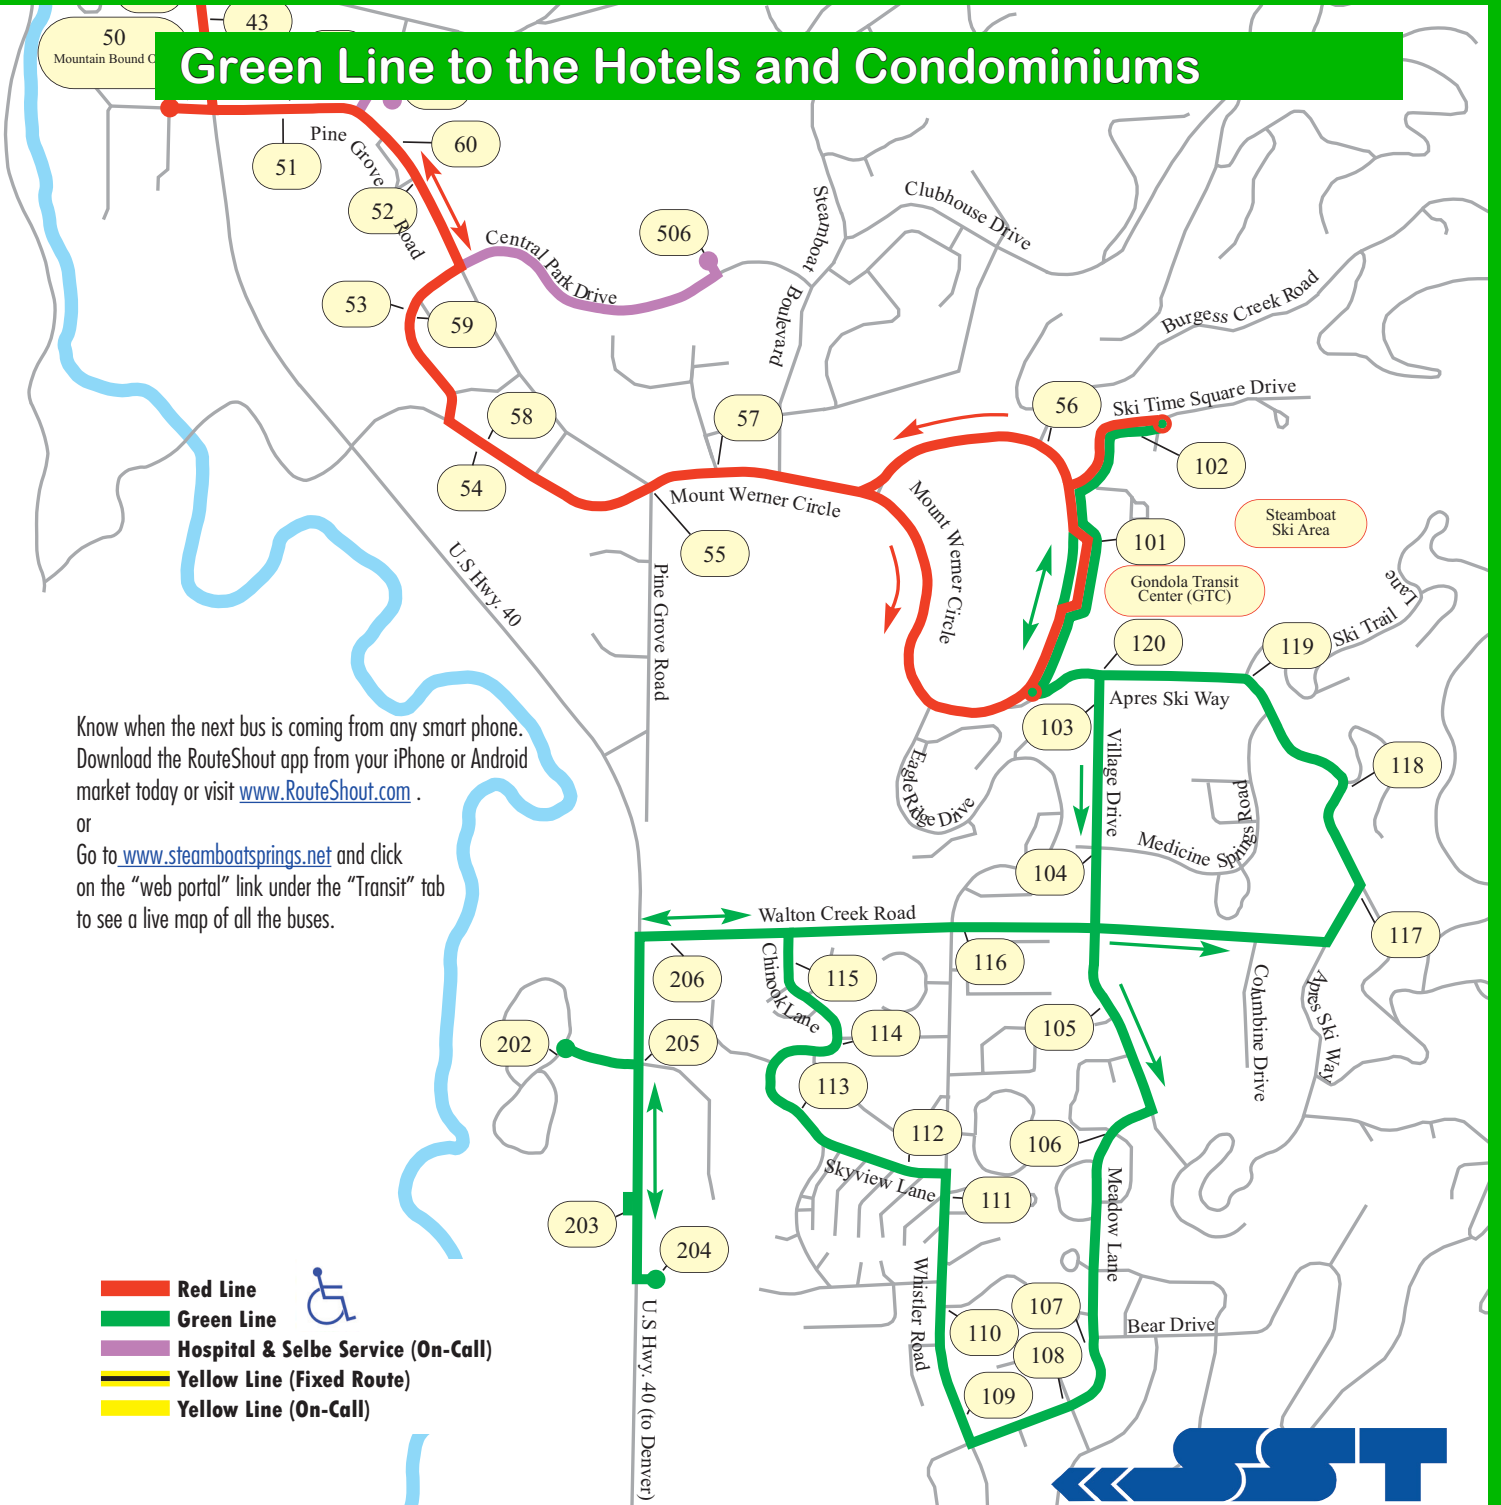 43
50
Mountain Bound
Green Line to the Hotels and Condominiums
51
Pine Grove Road
60
52
Central Park Drive
506
Steamboat Boulevard
Clubhouse Drive
Burgess Creek Road
53
59
58
57
56
Ski Time Square Drive
54
Mount Werner Circle
55
102
Steamboat
Ski Area
Mount Werner Circle
101
Gondola Transit
Center (GTC)
U.S Hwy. 40
Pine Grove Road
120
119
Ski Trail Lane
103
Apres Ski Way
Know when the next bus is coming from any smart phone.
Download the RouteShout app from your iPhone or Android
market today or visit www.RouteShout.com .
or
Go to www.steamboatsprings.net and click
on the “web portal” link under the “Transit” tab
to see a live map of all the buses.
Eagle Ridge Drive
Village Drive
118
Medicine Springs Road
104
Walton Creek Road
117
206
Chinook Lane
115
116
Columbine Drive
Apres Ski Way
202
205
114
105
113
112
106
Skyview Lane
111
Meadow Lane
203
204
Whistler Road
110
107
108
Bear Drive
109
U.S Hwy. 40 (to Denver)
Red Line
Green Line
Hospital & Selbe Service (On-Call)
Yellow Line (Fixed Route)
Yellow Line (On-Call)
SST